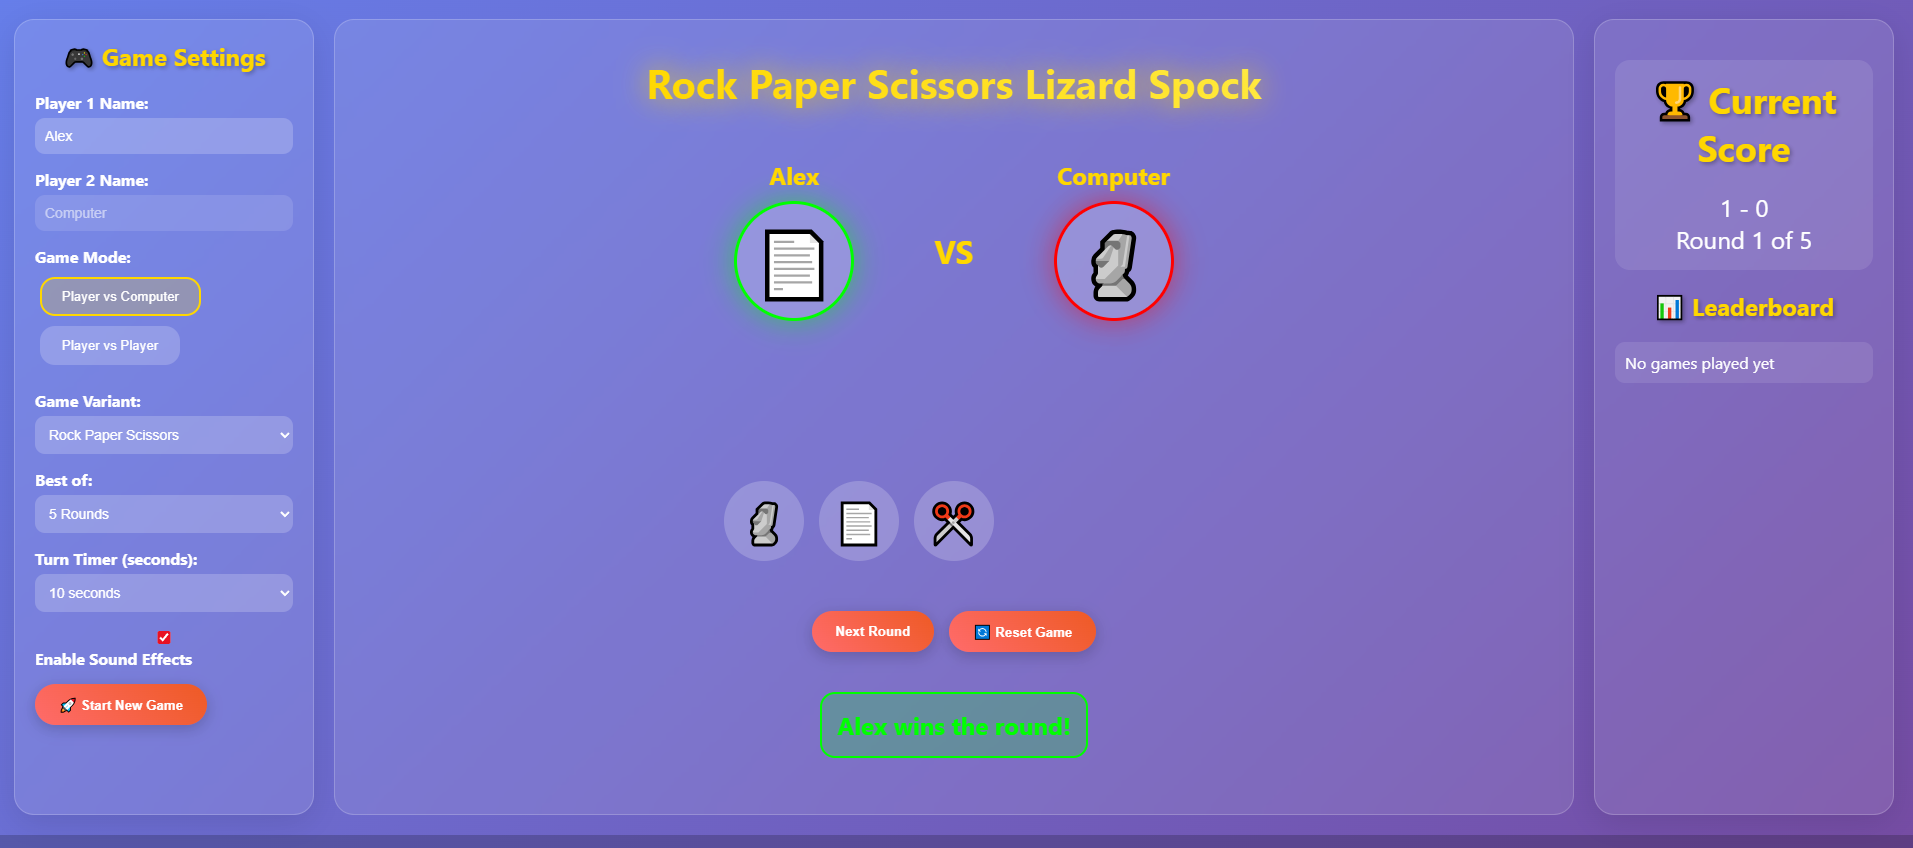 🎮 Game Settings
Player 1 Name:
Alex
Player 2 Name:
Computer
Game Mode:
Player vs Computer
Player vs Player
Game Variant:
Rock Paper Scissors
Best of:
5 Rounds
Turn Timer (seconds):
10 seconds
Enable Sound Effects
🚀 Start New Game
Rock Paper Scissors Lizard Spock
Alex
VS
Computer
Next Round
🔄 Reset Game
Alex wins the round!
🏆 Current
Score
1 - 0
Round 1 of 5
📊 Leaderboard
No games played yet